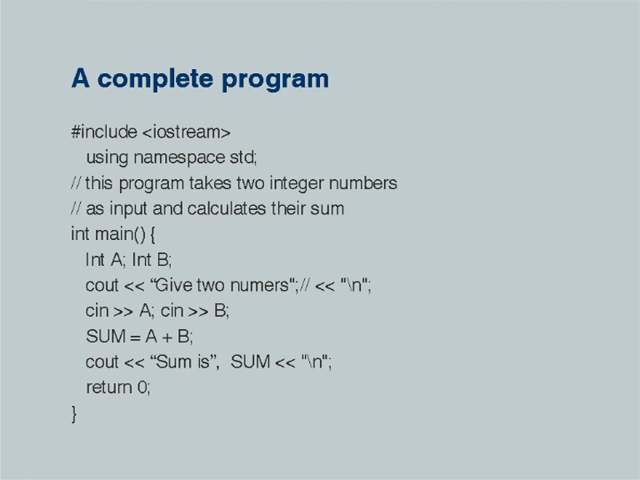 A complete program
#include <iostream>
using namespace std;
// this program takes two integer numbers
// as input and calculates their sum
int main() {
Int A; Int B;
cout << “Give two numers";// << "\n";
cin >> A; cin >> B;
SUM = A + B;
cout << “Sum is”, SUM << "\n";
return 0;
}